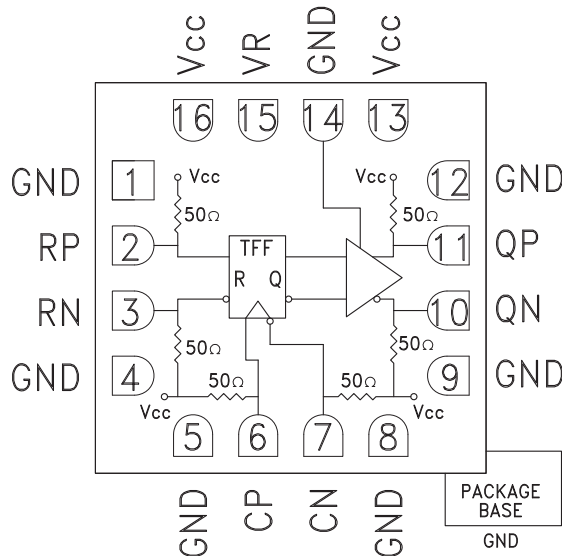 Vcc VR GND Vcc
16 15 14 13
GND 1 Vcc Vcc 12 GND
50Ω 50Ω
RP 2 TFF 11 QP
R Q
RN 3 10 QN
50Ω 50Ω
GND 4 50Ω 50Ω 9 GND
Vcc Vcc
5 6 7 8
GND CP CN GND
PACKAGE
BASE
GND